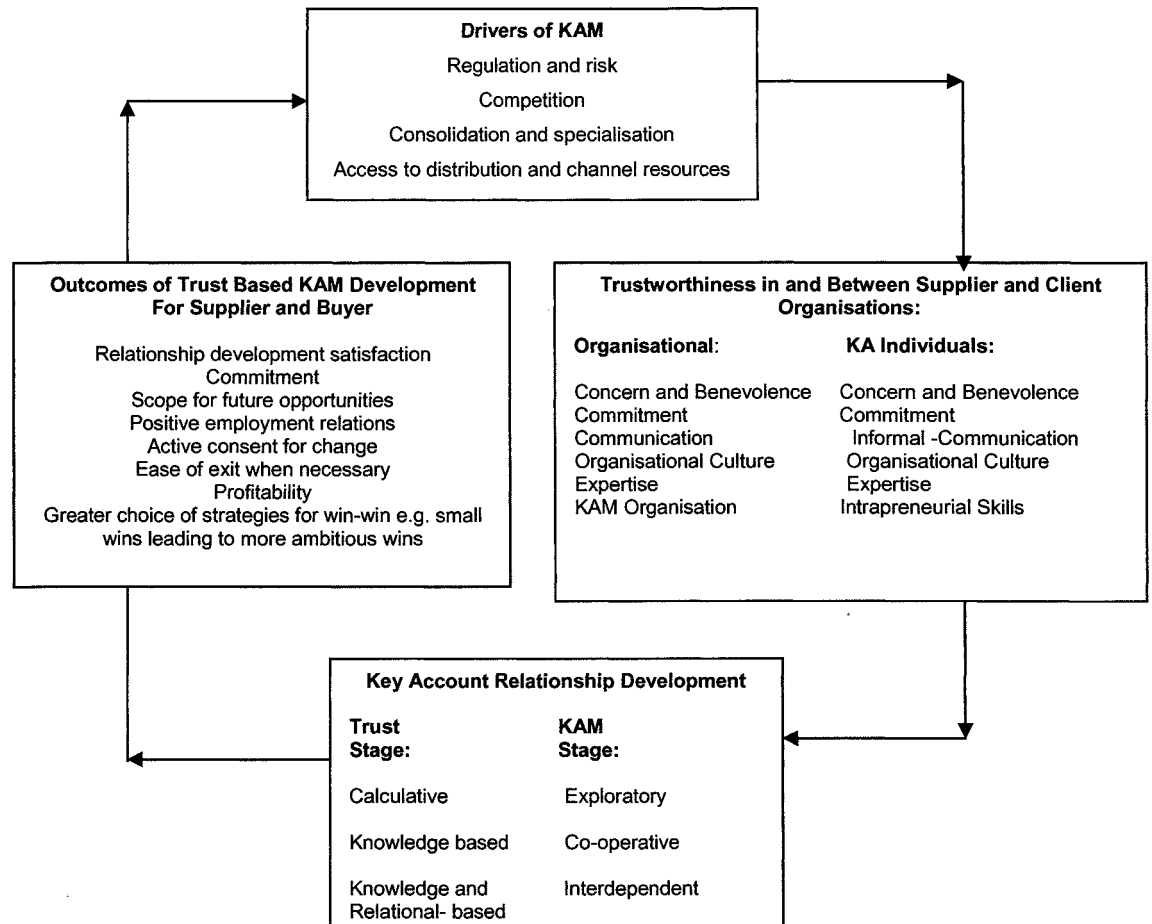 Drivers of KAM
Regulation and risk
Competition
Consolidation and specialisation
Access to distribution and channel resources
Outcomes of Trust Based KAM Development
For Supplier and Buyer
Relationship development satisfaction
Commitment
Scope for future opportunities
Positive employment relations
Active consent for change
Ease of exit when necessary
Profitability
Greater choice of strategies for win-win e.g. small
wins leading to more ambitious wins
Trustworthiness in and Between Supplier and Client
Organisations:
Organisational:
Concern and Benevolence
Commitment
Communication
Organisational Culture
Expertise
KAM Organisation
KA Individuals:
Concern and Benevolence
Commitment
Informal -Communication
Organisational Culture
Expertise
Intrapreneurial Skills
Key Account Relationship Development
Trust
Stage:
Calculative
Knowledge based
Knowledge and
Relational- based
KAM
Stage:
Exploratory
Co-operative
Interdependent